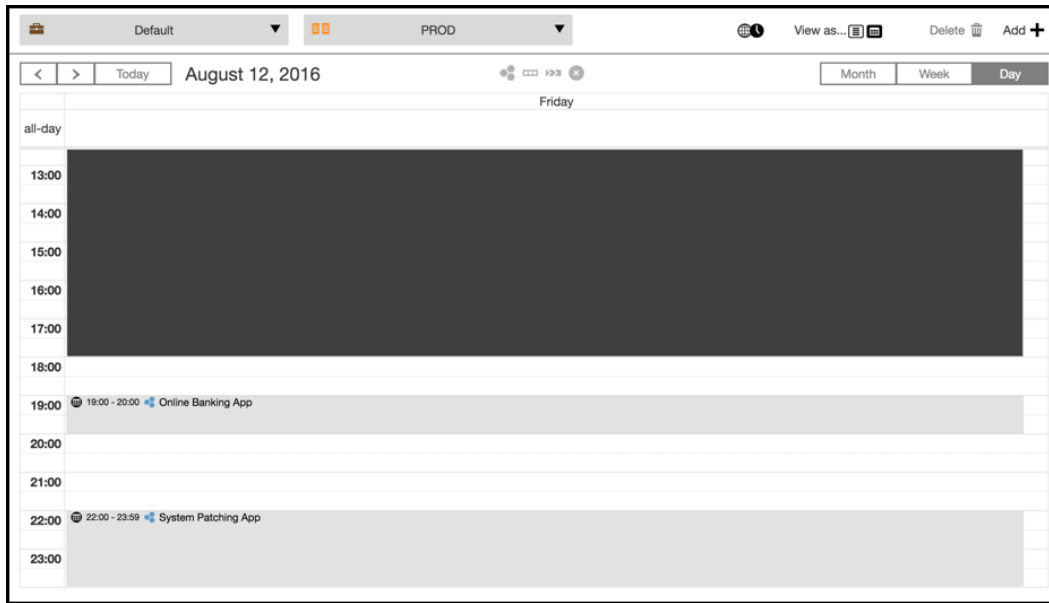 Default PROD View as... Delete Add
Today August 12, 2016 Month Week Day
Friday
all-day
13:00
14:00
15:00
16:00
17:00
18:00
19:00 19:00 - 20:00 Online Banking App
20:00
21:00
22:00 22:00 - 23:59 System Patching App
23:00